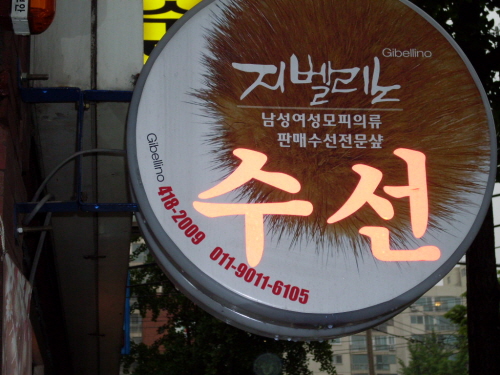 Gibellino
지벨리노
남성여성모피의류
판매수선전문샾
수선
Gibellino
418-2009
011-9011-6105